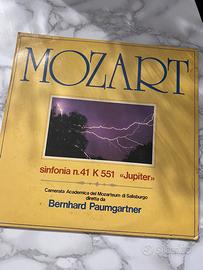 MOZART
sinfonia n.41 K 551 «Jupiter»
Camerata Academica del Mozarteum di Salisburgo
diretta da
Bernhard Paumgartner